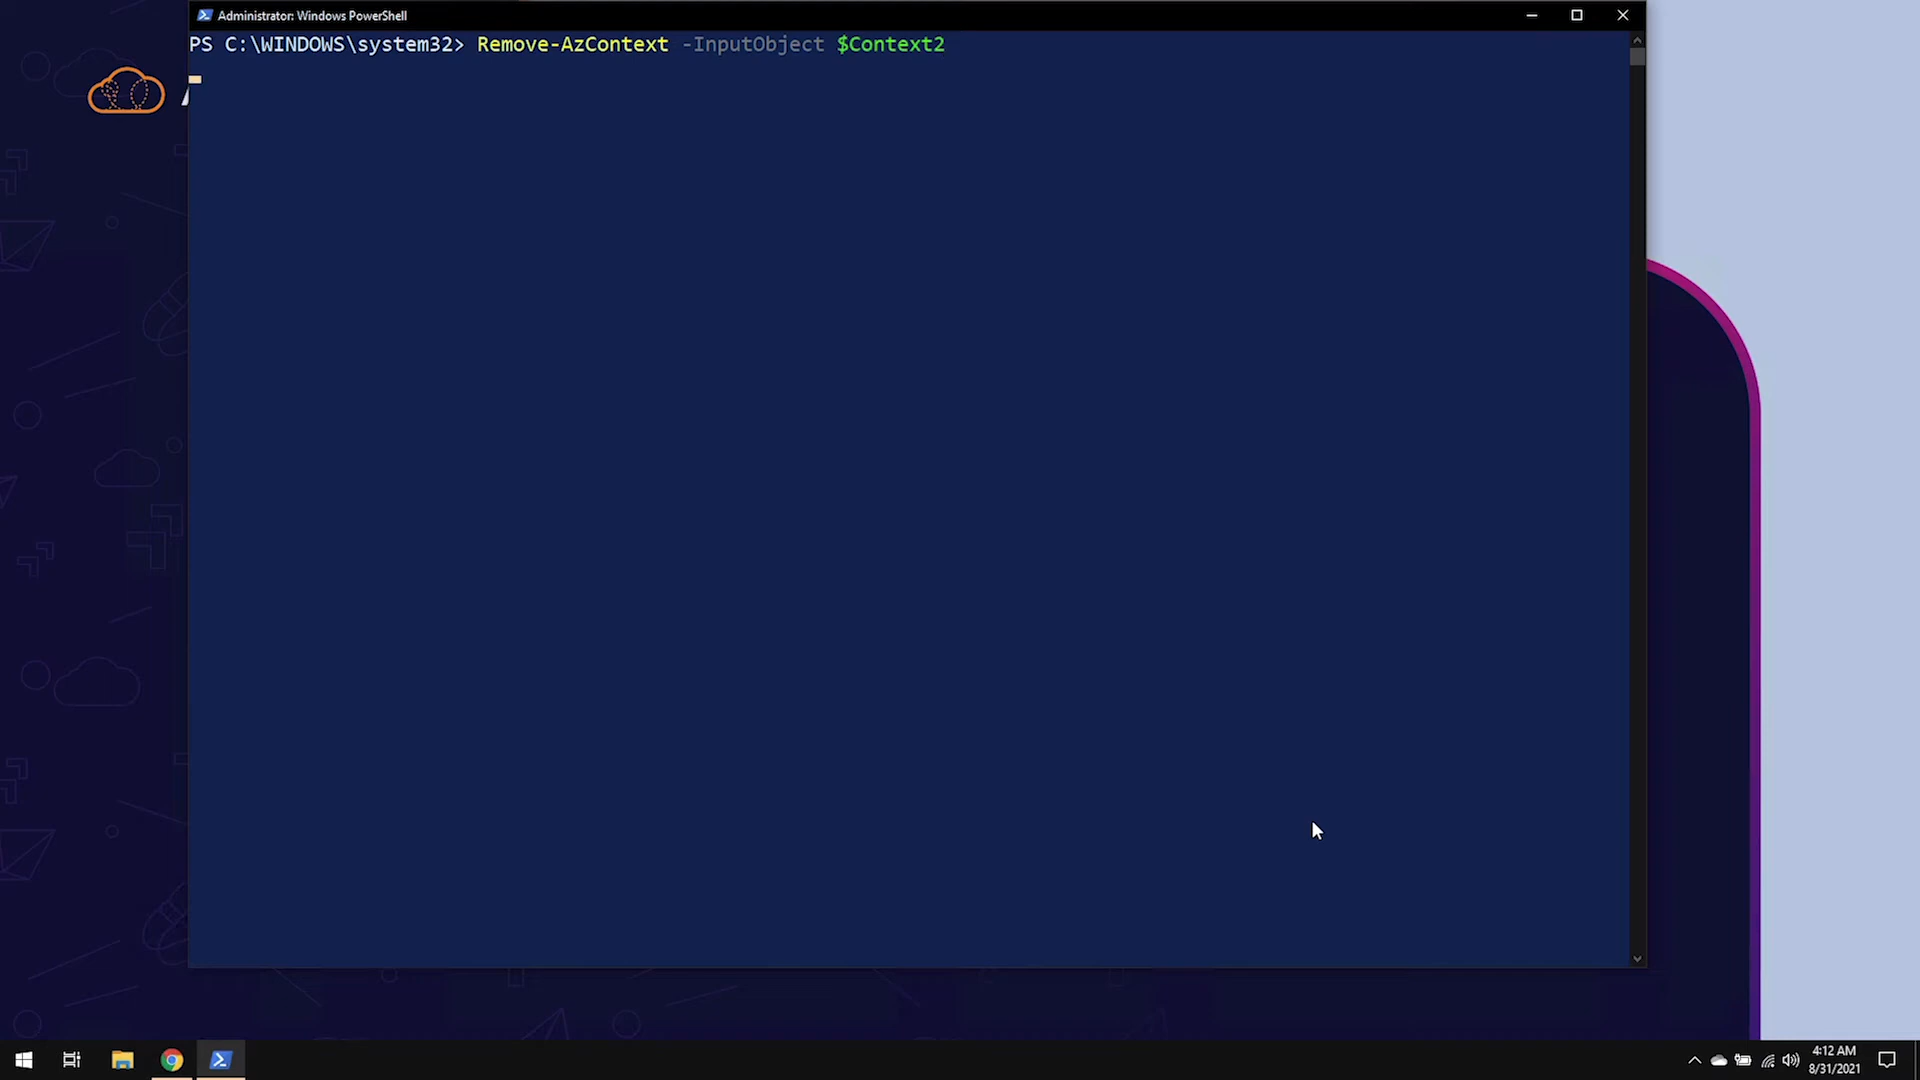 Administrator: Windows PowerShell
PS C:\WINDOWS\system32> Remove-AzContext -InputObject $Context2
4:12 AM
8/31/2021